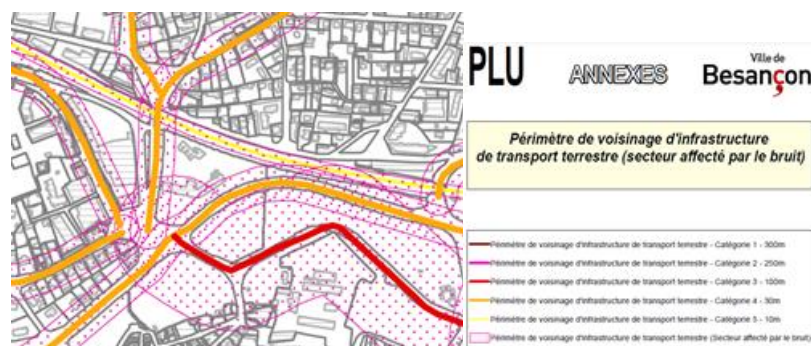 PLU
ANNEXES
Ville de
Besançon
Périmètre de voisinage d'infrastructure
de transport terrestre (secteur affecté par le bruit)
Périmètre de voisinage d'infrastructure de transport terrestre - Catégorie 1 - 300m
Périmètre de voisinage d'infrastructure de transport terrestre - Catégorie 2 - 250m
Périmètre de voisinage d'infrastructure de transport terrestre - Catégorie 3 - 100m
Périmètre de voisinage d'infrastructure de transport terrestre - Catégorie 4 - 30m
Périmètre de voisinage d'infrastructure de transport terrestre - Catégorie 5 - 10m
Périmètre de voisinage d'infrastructure de transport terrestre (Secteur affecté par le bruit)